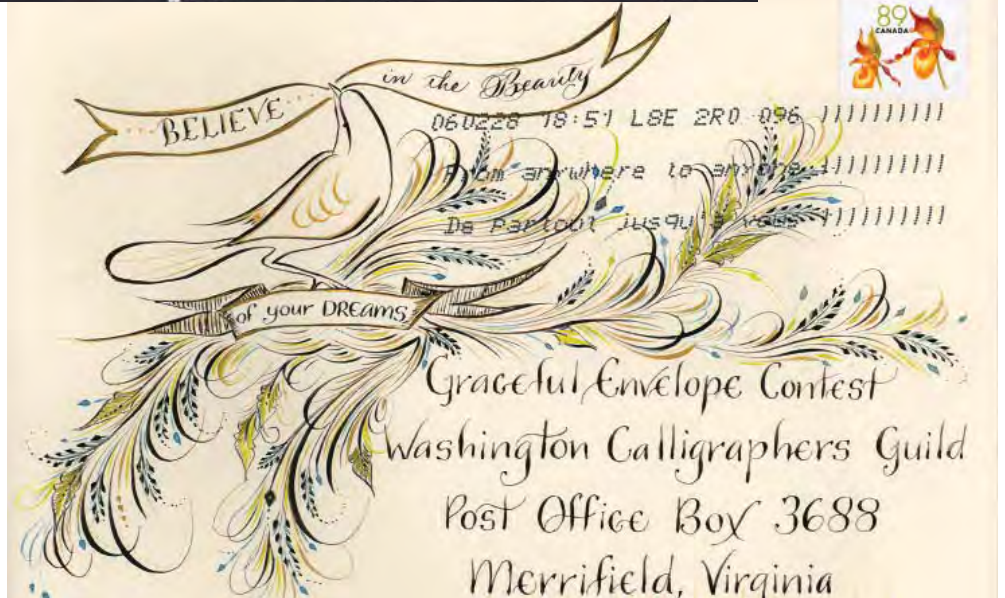 89
CANADA
BELIEVE in the Beauty
060228 18:51 L8E 2R0 096
From anywhere to anyone
De partout jusqu'à vous
of your DREAMS
Graceful Envelope Contest
Washington Calligraphers Guild
Post Office Box 3688
Merrifield, Virginia